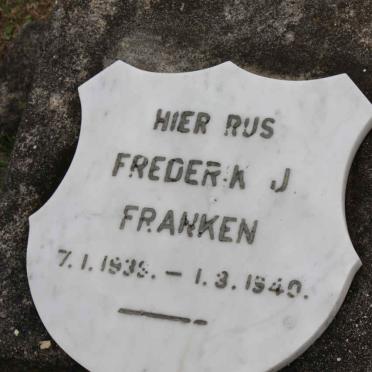 HIER RUS
FREDERIK J
FRANKEN
7.1.1939. — 1.3.1940.